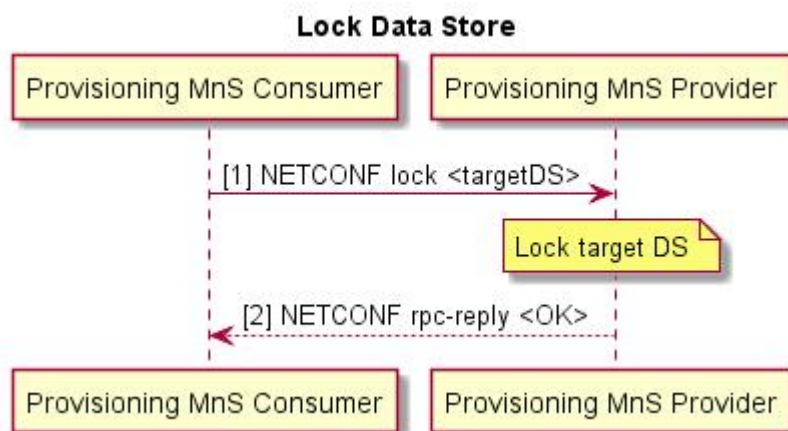 Lock Data Store
Provisioning MnS Consumer
Provisioning MnS Provider
[1] NETCONF lock <targetDS>
Lock target DS
[2] NETCONF rpc-reply <OK>
Provisioning MnS Consumer
Provisioning MnS Provider